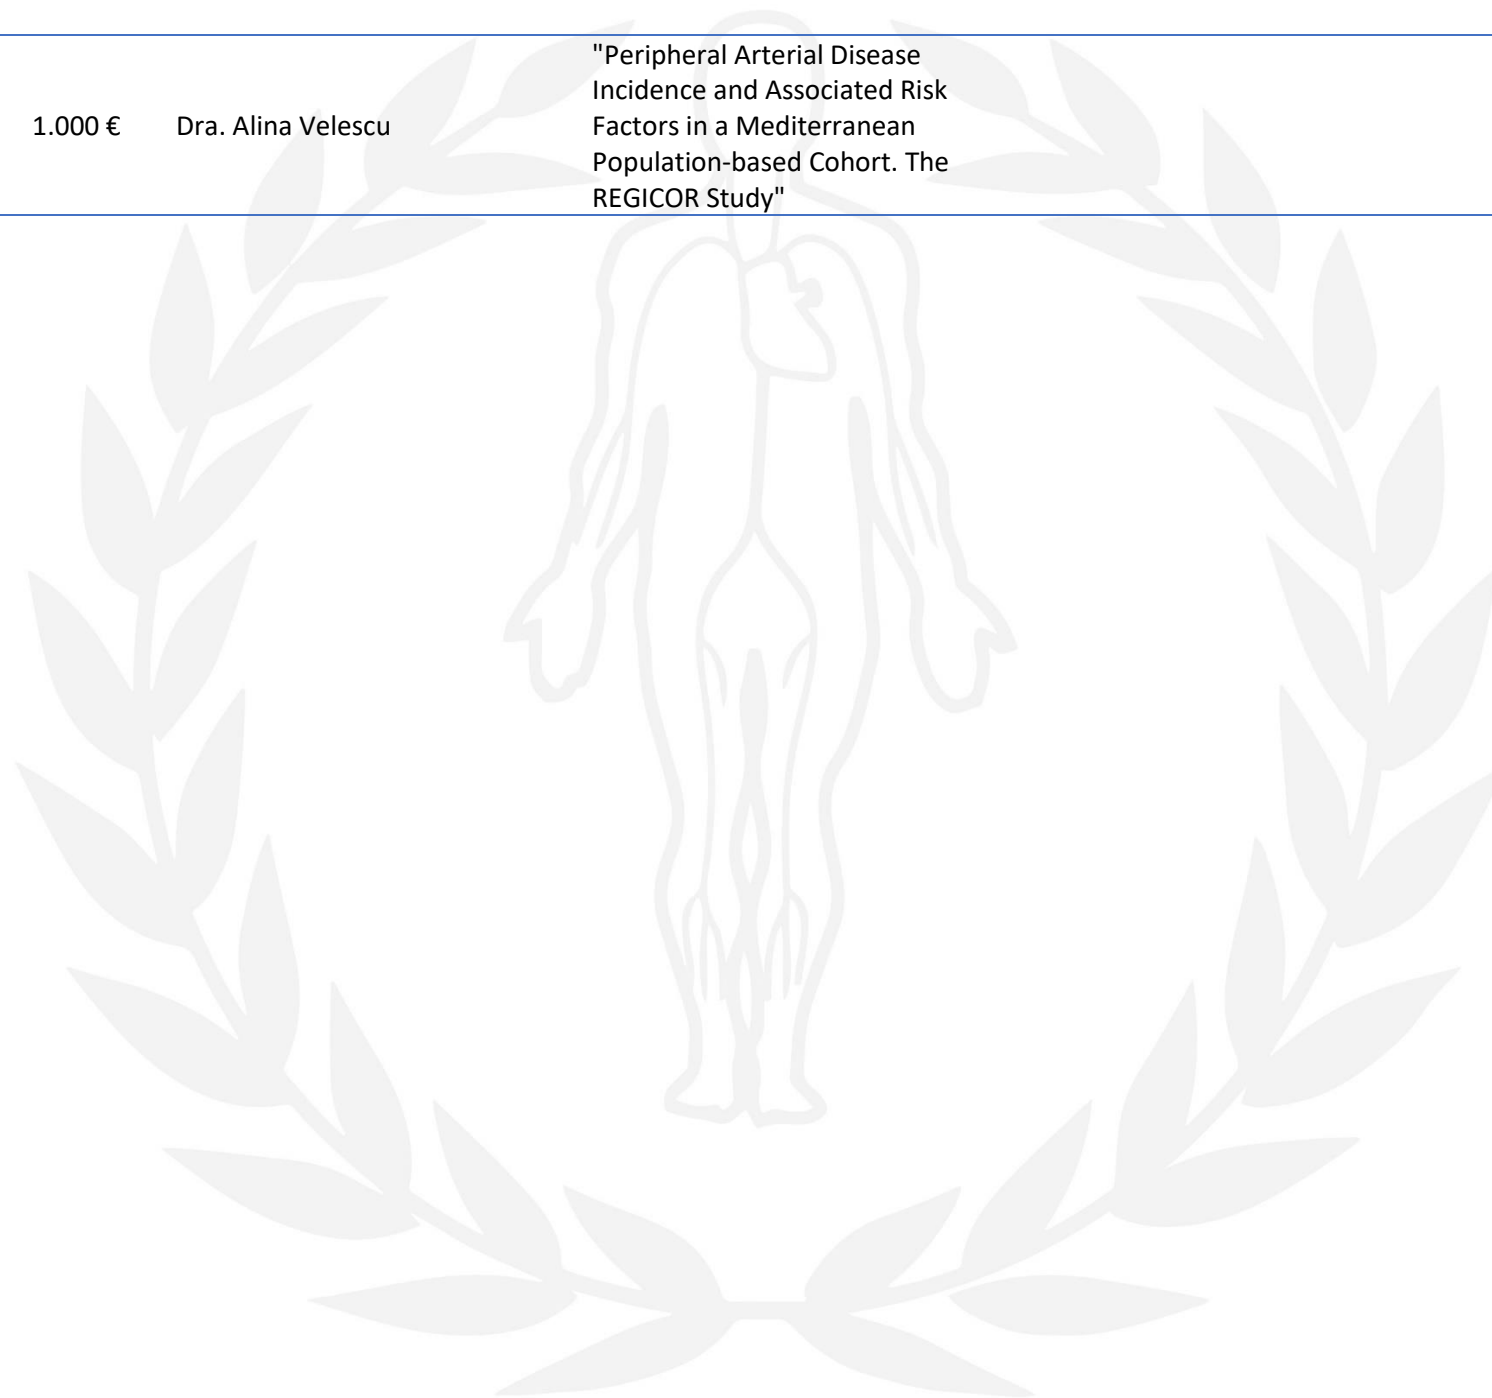 1.000 €
Dra. Alina Velescu
"Peripheral Arterial Disease
Incidence and Associated Risk
Factors in a Mediterranean
Population-based Cohort. The
REGICOR Study"